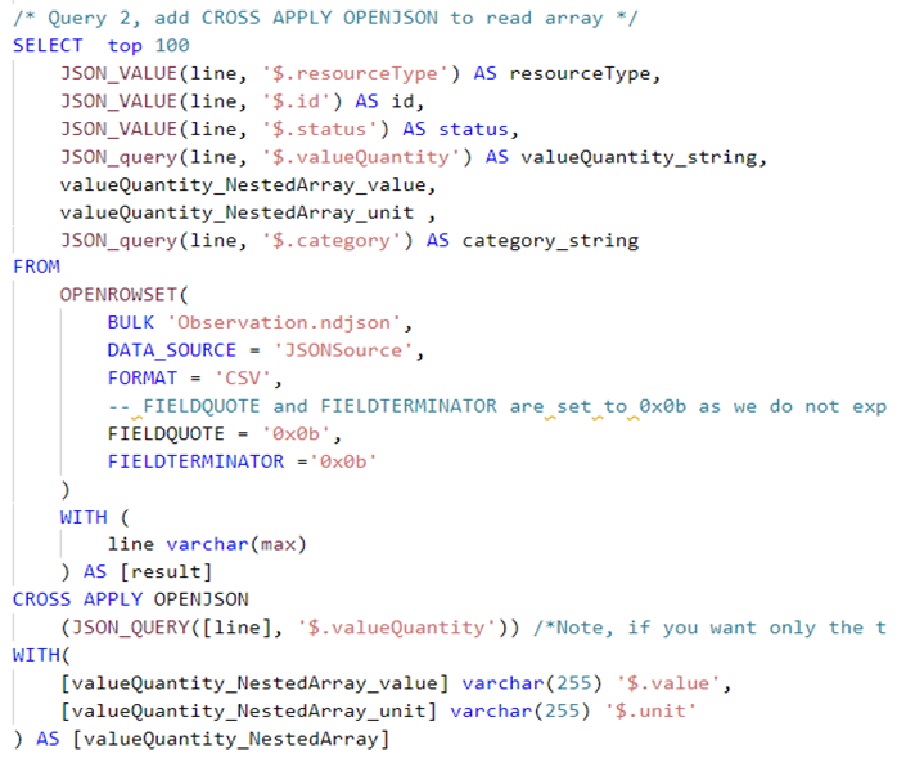 /* Query 2, add CROSS APPLY OPENJSON to read array */
SELECT  top 100
    JSON_VALUE(line, '$.resourceType') AS resourceType,
    JSON_VALUE(line, '$.id') AS id,
    JSON_VALUE(line, '$.status') AS status,
    JSON_query(line, '$.valueQuantity') AS valueQuantity_string,
    valueQuantity_NestedArray_value,
    valueQuantity_NestedArray_unit ,
    JSON_query(line, '$.category') AS category_string
FROM
    OPENROWSET(
        BULK 'Observation.ndjson',
        DATA_SOURCE = 'JSONSource',
        FORMAT = 'CSV',
        -- FIELDQUOTE and FIELDTERMINATOR are set to 0x0b as we do not exp
        FIELDQUOTE = '0x0b',
        FIELDTERMINATOR ='0x0b'
    )
    WITH (
        line varchar(max)
    ) AS [result]
CROSS APPLY OPENJSON
    (JSON_QUERY([line], '$.valueQuantity')) /*Note, if you want only the t
WITH(
    [valueQuantity_NestedArray_value] varchar(255) '$.value',
    [valueQuantity_NestedArray_unit] varchar(255) '$.unit'
) AS [valueQuantity_NestedArray]